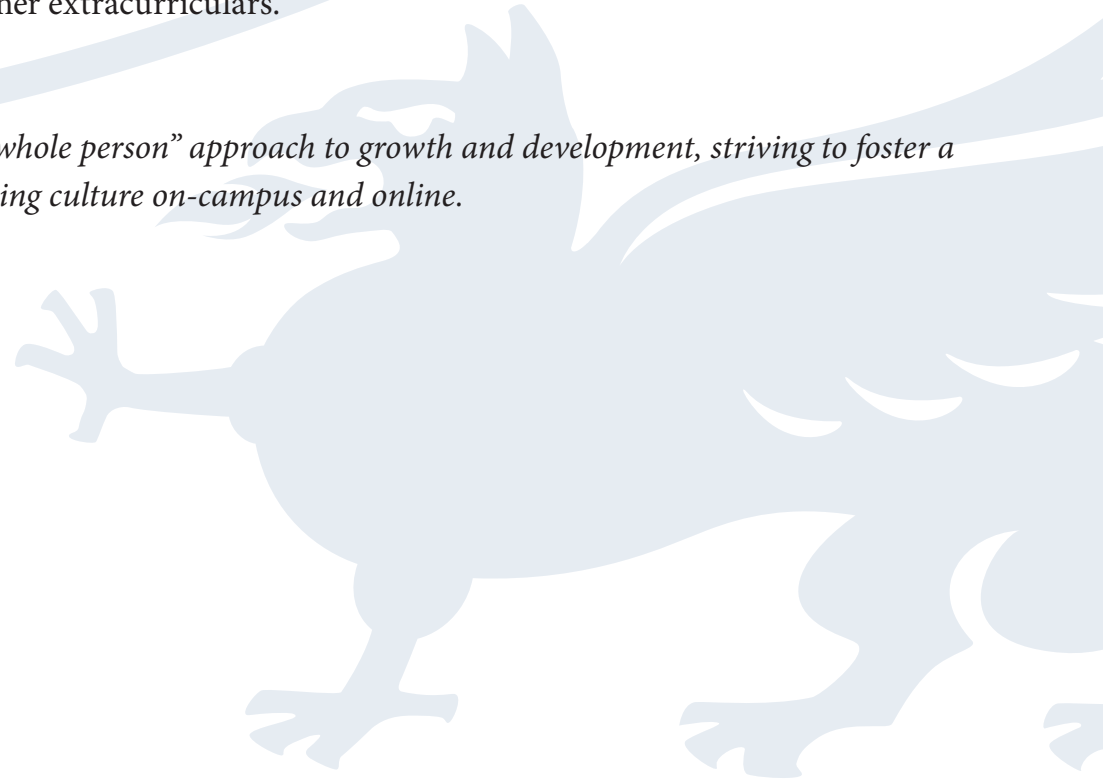 her extracurriculars.
whole person” approach to growth and development, striving to foster a
ing culture on-campus and online.